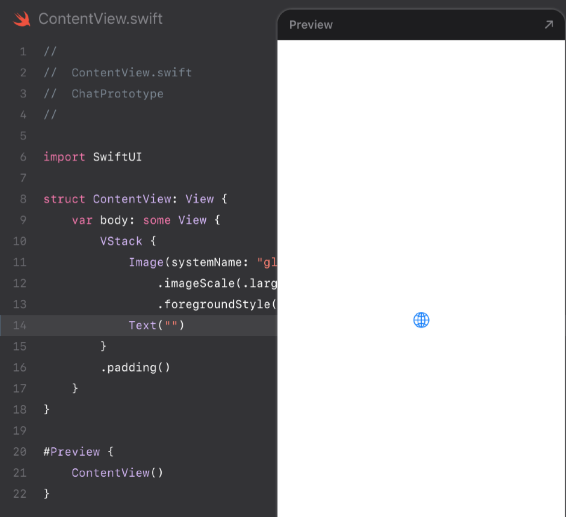 ContentView.swift
Preview
1 //
2 //  ContentView.swift
3 //  ChatPrototype
4 //
5
6 import SwiftUI
7
8 struct ContentView: View {
9     var body: some View {
10         VStack {
11             Image(systemName: "gl
12                 .imageScale(.larg
13                 .foregroundStyle(
14             Text("")
15         }
16         .padding()
17     }
18 }
19
20 #Preview {
21     ContentView()
22 }